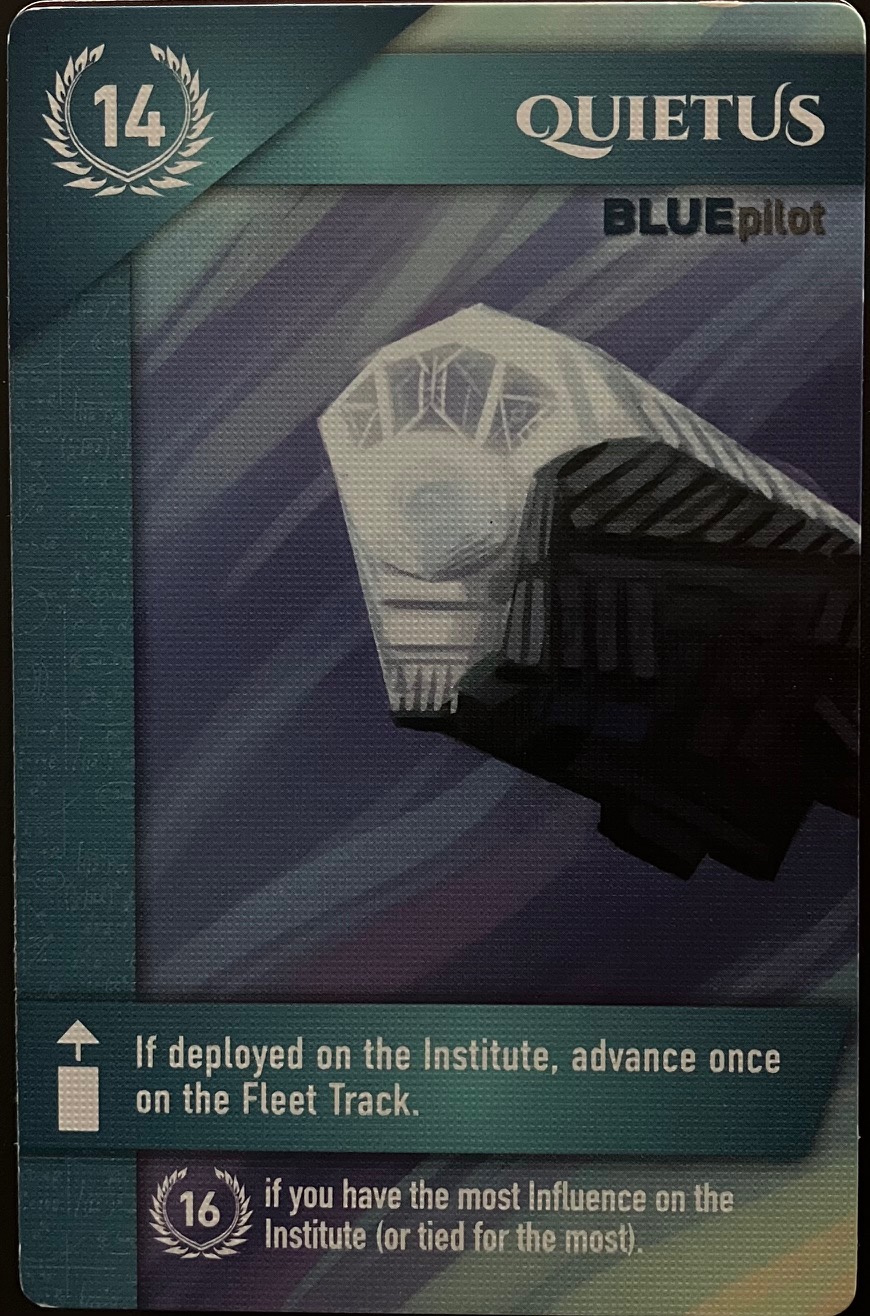 14
QUIETUS
BLUEpilot
If deployed on the Institute, advance once
on the Fleet Track.
16
if you have the most Influence on the
Institute (or tied for the most).